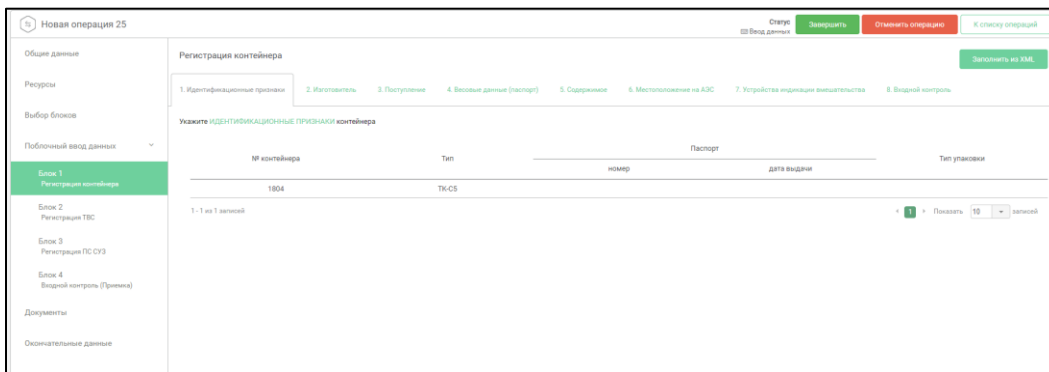 Новая операция 25
Статус
Ввод данных
Завершить
Отменить операцию
К списку операций
Общие данные
Ресурсы
Выбор блоков
Поблочный ввод данных
Блок 1
Регистрация контейнера
Блок 2
Регистрация ТВС
Блок 3
Регистрация ПС СУЗ
Блок 4
Входной контроль (Приемка)
Документы
Окончательные данные
Регистрация контейнера
Заполнить из XML
1. Идентификационные признаки 2. Изготовитель 3. Поступление 4. Весовые данные (паспорт) 5. Содержимое 6. Местоположение на АЭС 7. Устройства индикации вмешательства 8. Входной контроль
Укажите ИДЕНТИФИКАЦИОННЫЕ ПРИЗНАКИ контейнера
№ контейнера Тип Паспорт Тип упаковки
номер дата выдачи
1804 ТК-С5
1 - 1 из 1 записей
1 Показать 10 записей